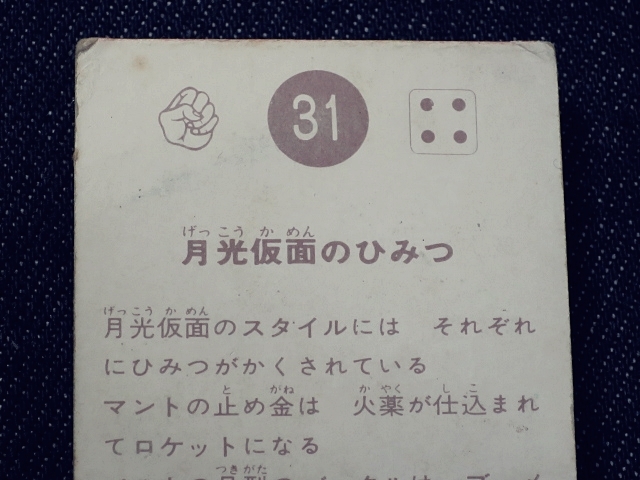 31
月光仮面のひみつ
月光仮面のスタイルには それぞれ
にひみつがかくされている
マントの止め金は 火薬が仕込まれ
てロケットになる